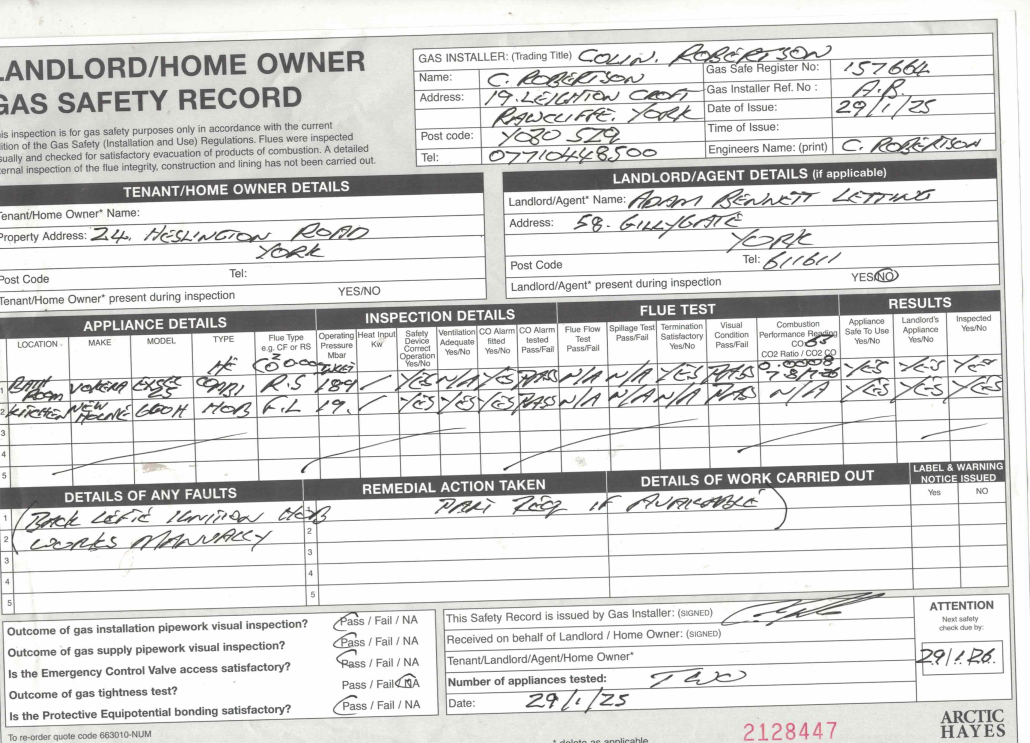 LANDLORD/HOME OWNER
GAS SAFETY RECORD
his inspection is for gas safety purposes only in accordance with the current
dition of the Gas Safety (Installation and Use) Regulations. Flues were inspected
sually and checked for satisfactory evacuation of products of combustion. A detailed
ternal inspection of the flue integrity, construction and lining has not been carried out.
GAS INSTALLER: (Trading Title) COLIN. ROBERTSON
Name: C. ROBERTSON
Gas Safe Register No: 157664
Address: 19. LEIGHTON CROFT
Gas Installer Ref. No : A.B.
RAWCLIFFE. YORK
Date of Issue: 29/1/25
Post code: YO30
Time of Issue:
Tel: 07710448500
Engineers Name: (print) C. ROBERTSON
TENANT/HOME OWNER DETAILS
Tenant/Home Owner* Name:
Property Address: 24. HESLINGTON ROAD
YORK
Post Code Tel:
Tenant/Home Owner* present during inspection YES/NO
LANDLORD/AGENT DETAILS (if applicable)
Landlord/Agent* Name: ADAM BENNETT LETTING
Address: 58. GILLYGATE
YORK
Post Code Tel: 611611
Landlord/Agent* present during inspection YES/NO
APPLIANCE DETAILS
INSPECTION DETAILS
FLUE TEST
RESULTS
LOCATION MAKE MODEL TYPE Flue Type e.g. CF or RS Operating Pressure Mbar Heat Input Kw Safety Device Correct Operation Yes/No Ventilation Adequate Yes/No CO Alarm fitted Yes/No CO Alarm tested Pass/Fail Flue Flow Test Pass/Fail Spillage Test Pass/Fail Termination Satisfactory Yes/No Visual Condition Pass/Fail Combustion Performance Reading CO2 Ratio / CO2 CO Appliance Safe To Use Yes/No Landlord's Appliance Yes/No Inspected Yes/No
HE
0.0008
1 BATH ROOM VOKERA R.S YES N/A YES PASS N/A N/A YES PASS YES YES YES
2 KITCHEN NEW HOB F.L 19. / YES YES YES PASS N/A N/A N/A PASS N/A YES YES YES
3
4
5
DETAILS OF ANY FAULTS
REMEDIAL ACTION TAKEN
DETAILS OF WORK CARRIED OUT
LABEL & WARNING NOTICE ISSUED
Yes NO
1 BACK LEFT IGNITION HOB PART REQ IF AVAILABLE
2 WORKS MANUALLY 2
3 3
4 4
5 5
Outcome of gas installation pipework visual inspection? Pass / Fail / NA
Outcome of gas supply pipework visual inspection? Pass / Fail / NA
Is the Emergency Control Valve access satisfactory? Pass / Fail / NA
Outcome of gas tightness test? Pass / Fail / NA
Is the Protective Equipotential bonding satisfactory? Pass / Fail / NA
This Safety Record is issued by Gas Installer: (SIGNED)
Received on behalf of Landlord / Home Owner: (SIGNED)
Tenant/Landlord/Agent/Home Owner*
Number of appliances tested: TWO
Date: 29/1/25
ATTENTION
Next safety
check due by:
29/1/26.
To re-order quote code 663010-NUM
* delete as applicable
2128447
ARCTIC
HAYES